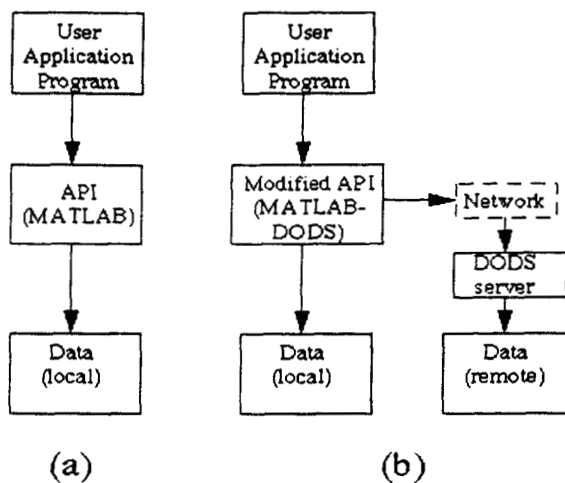 User
Application
Program
API
(MATLAB)
Data
(local)
(a)
User
Application
Program
Modified API
(MATLAB-
DODS)
Network
DODS
server
Data
(local)
Data
(remote)
(b)